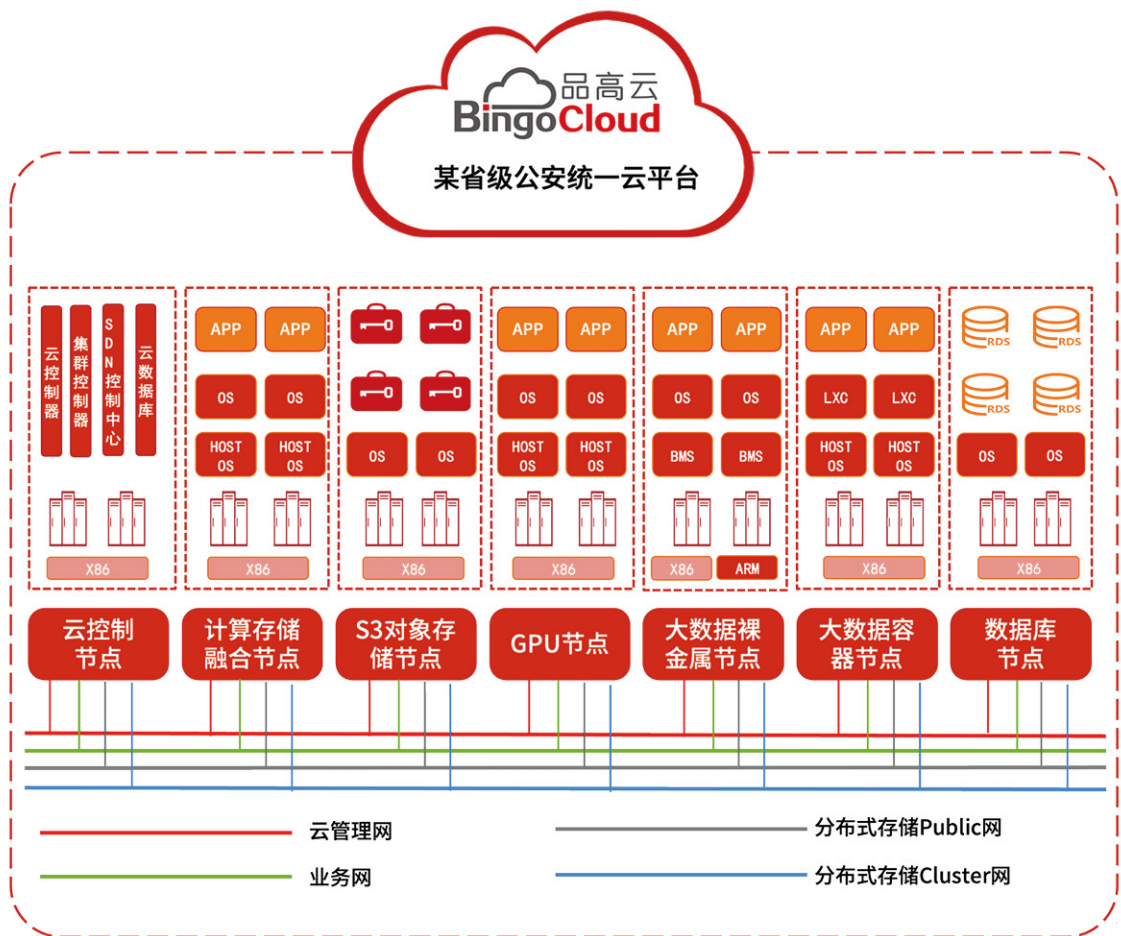 品高云
BingoCloud
某省级公安统一云平台
云控制器
集群控制器
SDN控制中心
云数据库
X86
云控制
节点
APP APP
OS OS
HOST OS HOST OS
X86
计算存储
融合节点
OS OS
X86
S3对象存
储节点
APP APP
OS OS
HOST OS HOST OS
X86
GPU节点
APP APP
OS OS
BMS BMS
X86 ARM
大数据裸
金属节点
APP APP
LXC LXC
HOST OS HOST OS
X86
大数据容
器节点
RDS RDS
RDS RDS
OS OS
X86
数据库
节点
云管理网
分布式存储Public网
业务网
分布式存储Cluster网